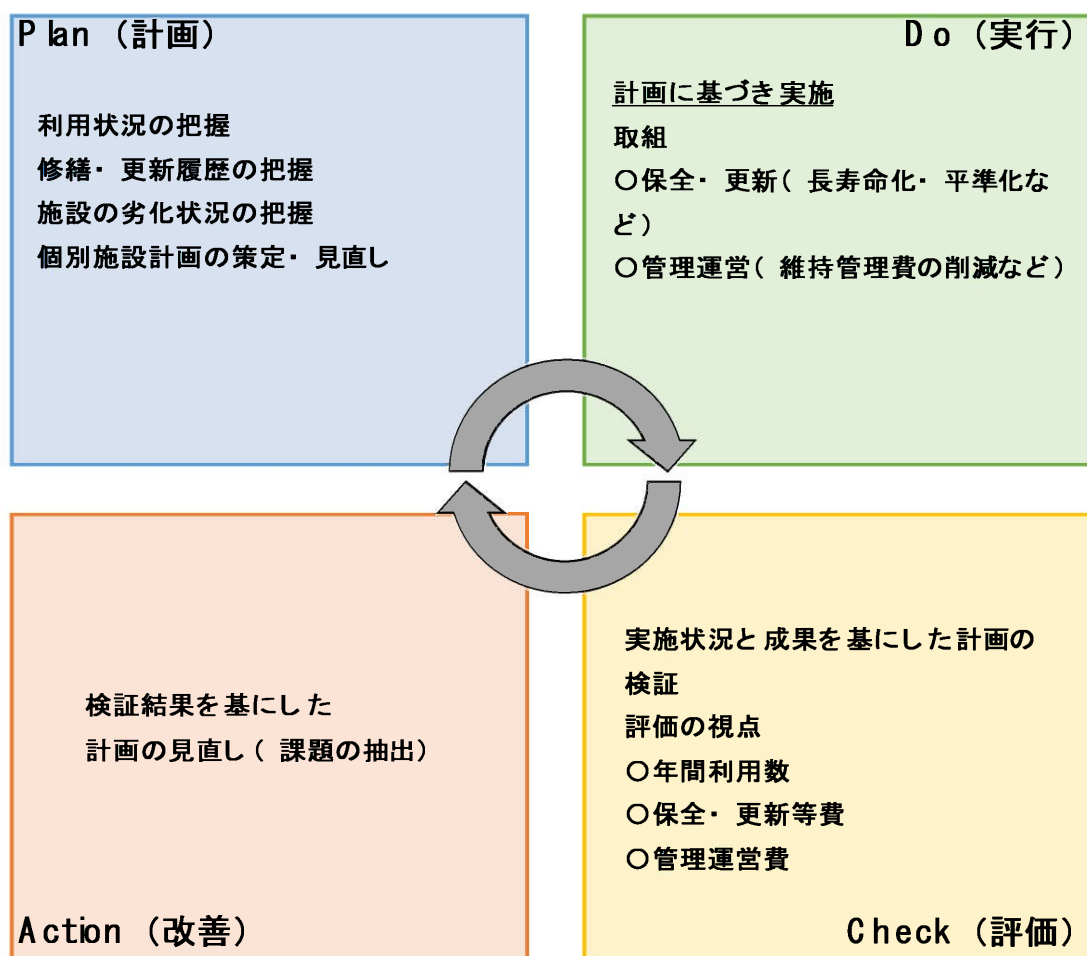 Plan（計画）
利用状況の把握
修繕・更新履歴の把握
施設の劣化状況の把握
個別施設計画の策定・見直し
Do（実行）
計画に基づき実施
取組
○保全・更新（長寿命化・平準化な
ど）
○管理運営（維持管理費の削減など）
検証結果を基にした
計画の見直し（課題の抽出）
Action（改善）
実施状況と成果を基にした計画の
検証
評価の視点
○年間利用数
○保全・更新等費
○管理運営費
Check（評価）